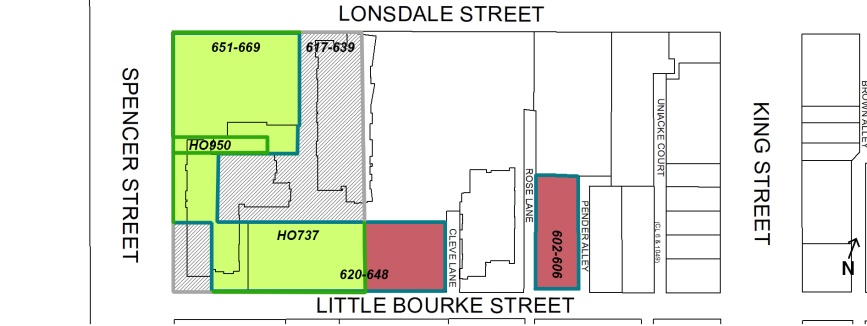 LONSDALE STREET
651-669
617-639
SPENCER STREET
HO950
HO737
620-648
CLEVE LANE
ROSE LANE
602-606
PENDER ALLEY
UNIACKE COURT
KING STREET
BROWN ALLEY
N
LITTLE BOURKE STREET